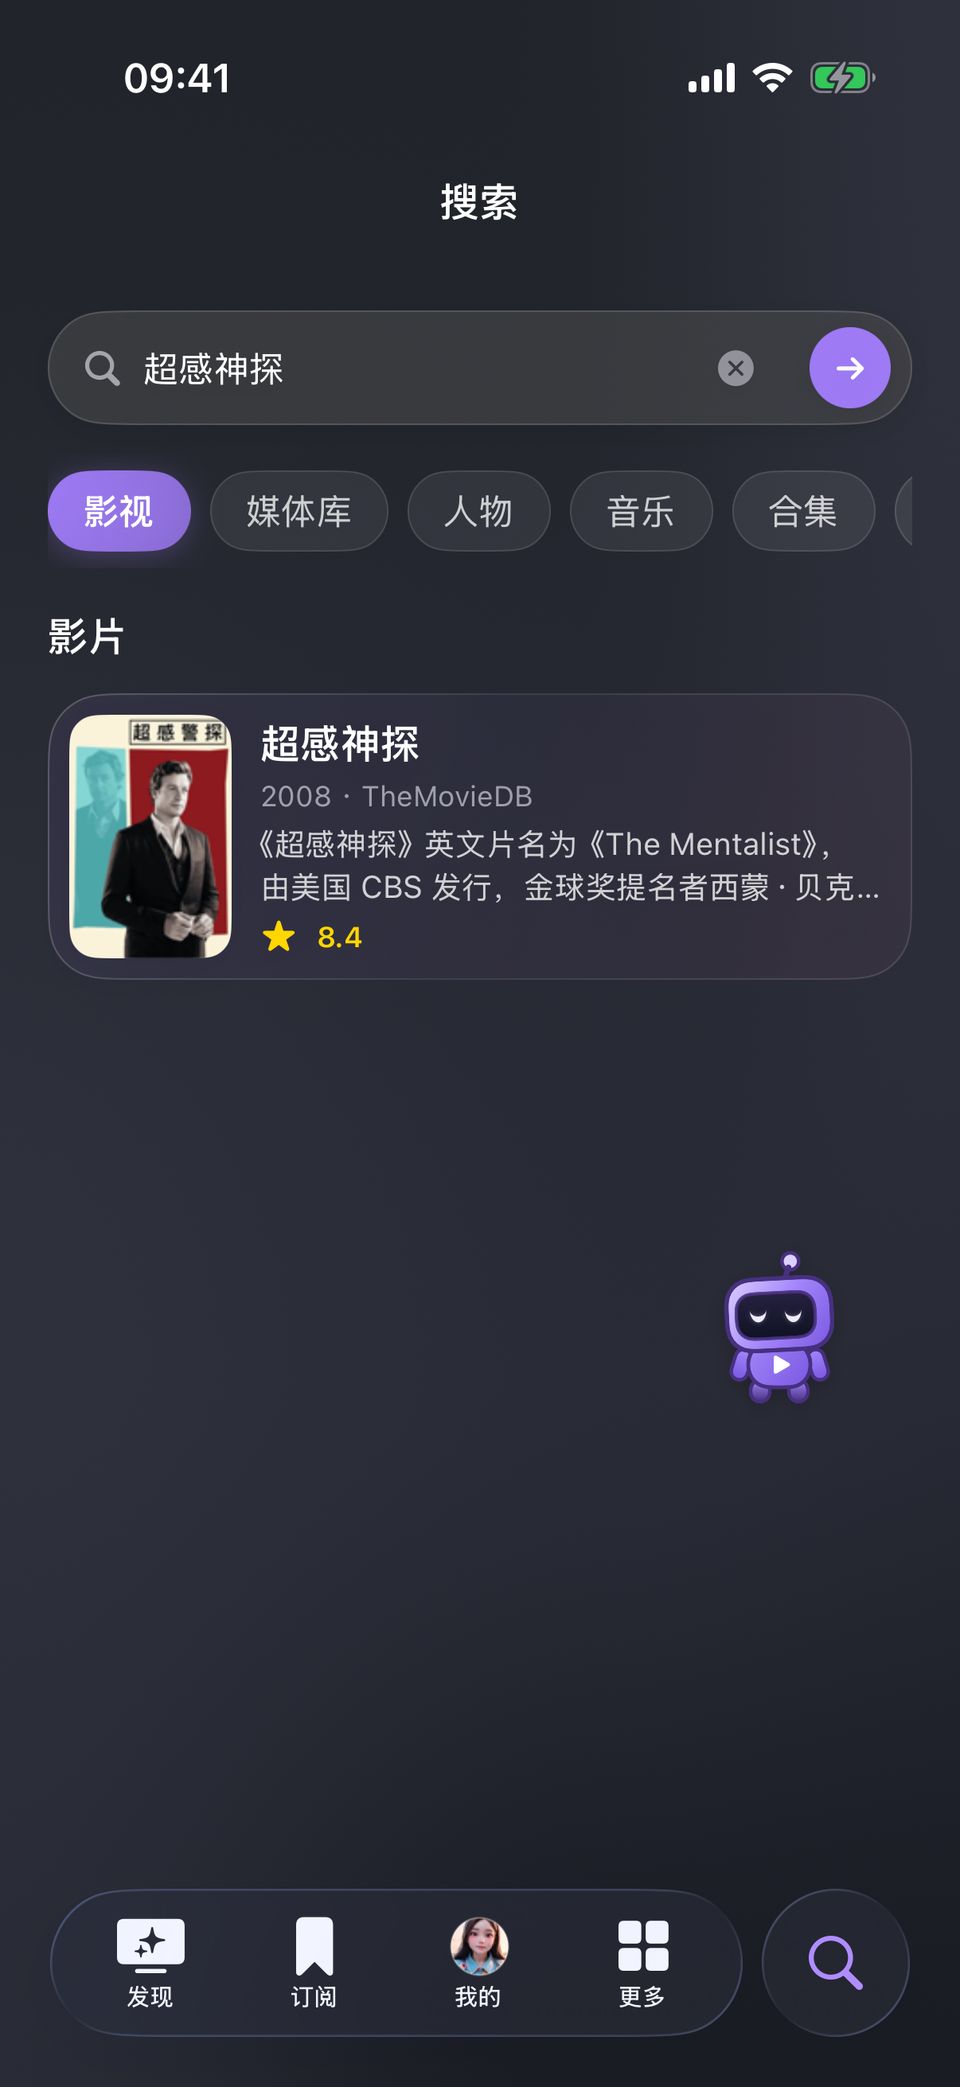 09:41
搜索
超感神探
影视
媒体库
人物
音乐
合集
影片
超感警探
超感神探
2008 · TheMovieDB
《超感神探》英文片名为《The Mentalist》,
由美国 CBS 发行，金球奖提名者西蒙 · 贝克...
8.4
发现
订阅
我的
更多